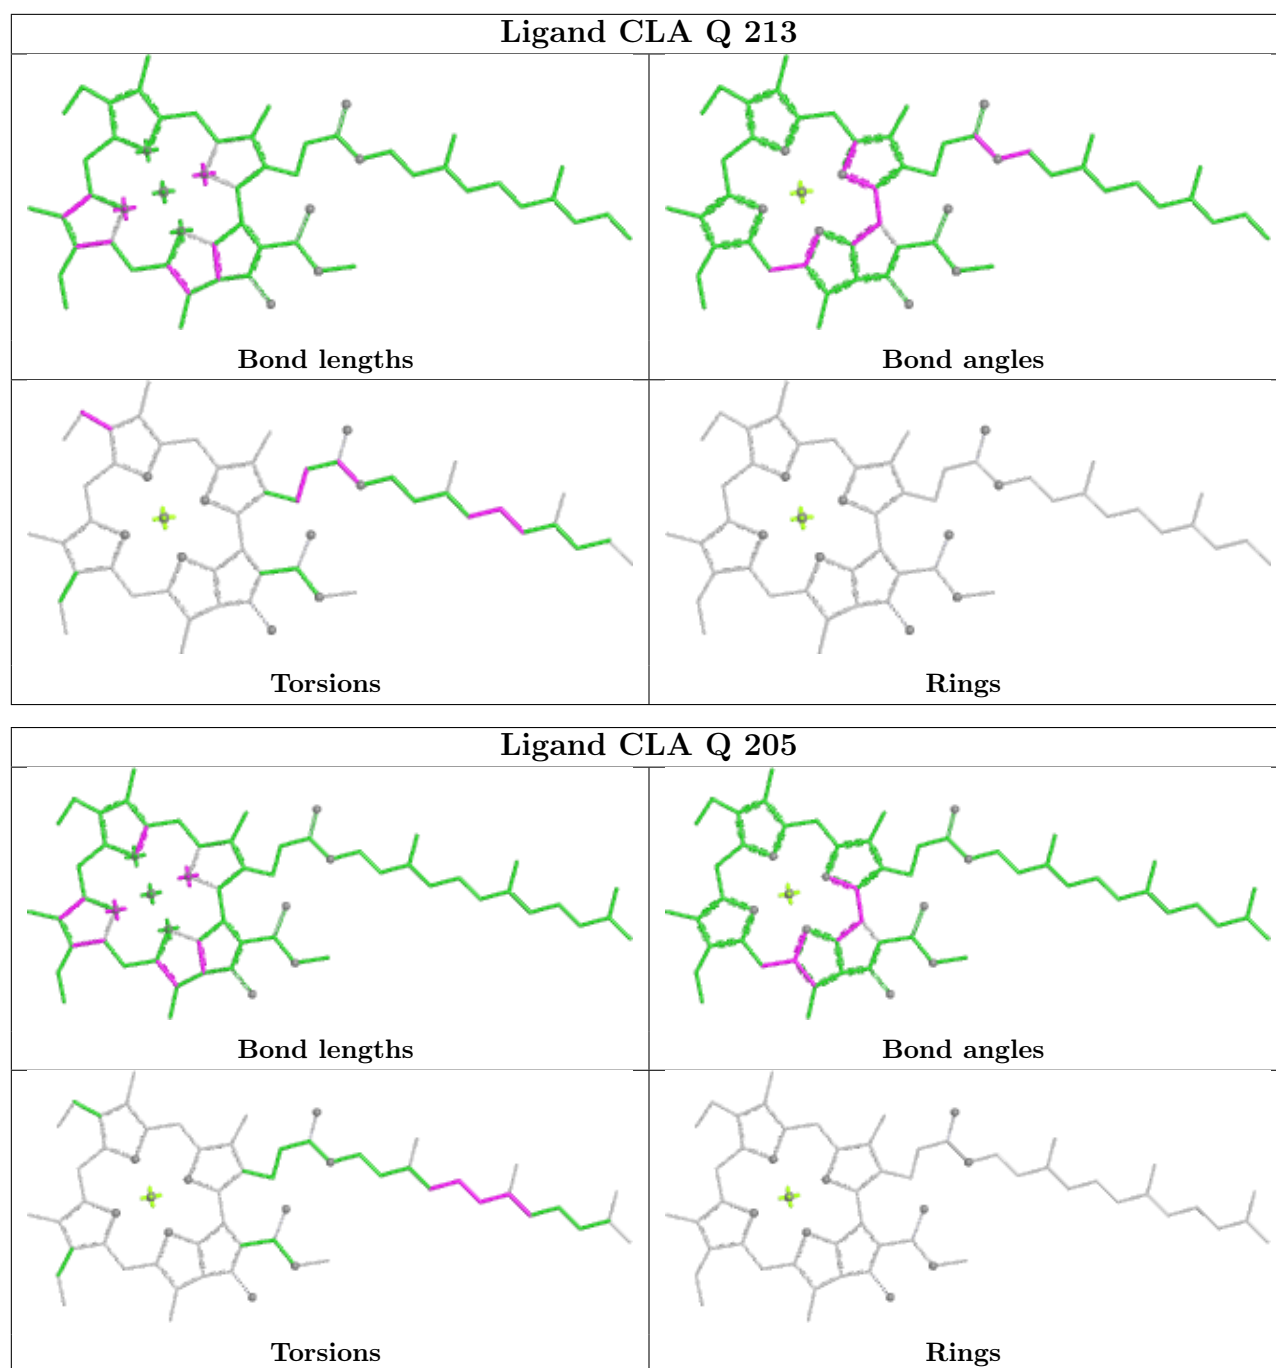 Ligand CLA Q 213
Bond lengths
Bond angles
Torsions
Rings
Ligand CLA Q 205
Bond lengths
Bond angles
Torsions
Rings